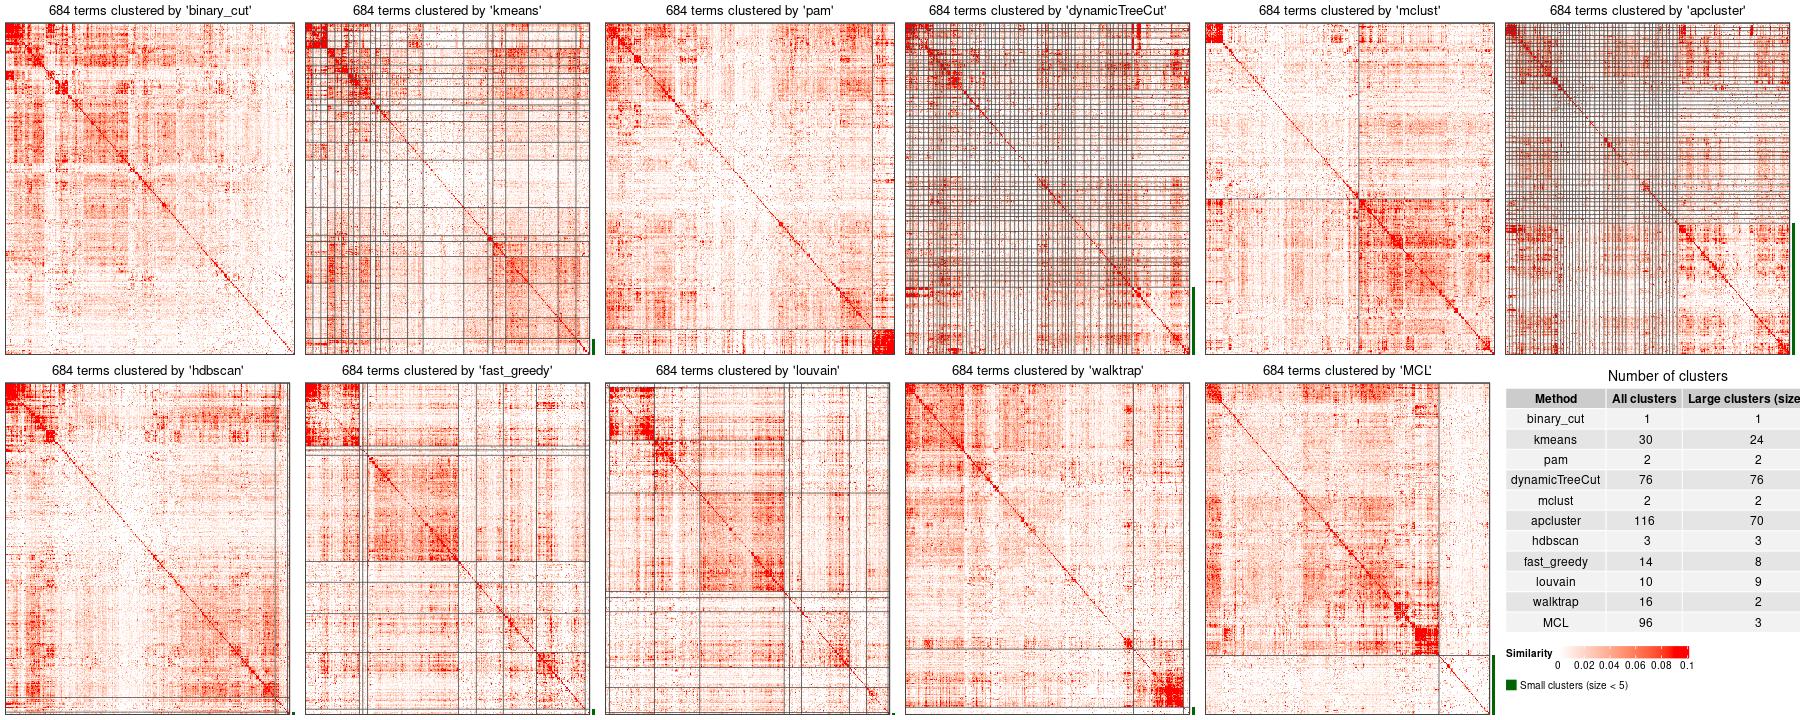 684 terms clustered by 'binary_cut'
684 terms clustered by 'kmeans'
684 terms clustered by 'pam'
684 terms clustered by 'dynamicTreeCut'
684 terms clustered by 'mclust'
684 terms clustered by 'apcluster'
684 terms clustered by 'hdbscan'
684 terms clustered by 'fast_greedy'
684 terms clustered by 'louvain'
684 terms clustered by 'walktrap'
684 terms clustered by 'MCL'
Number of clusters
Method All clusters Large clusters (size
binary_cut 1 1
kmeans 30 24
pam 2 2
dynamicTreeCut 76 76
mclust 2 2
apcluster 116 70
hdbscan 3 3
fast_greedy 14 8
louvain 10 9
walktrap 16 2
MCL 96 3
Similarity
0 0.02 0.04 0.06 0.08 0.1
Small clusters (size < 5)